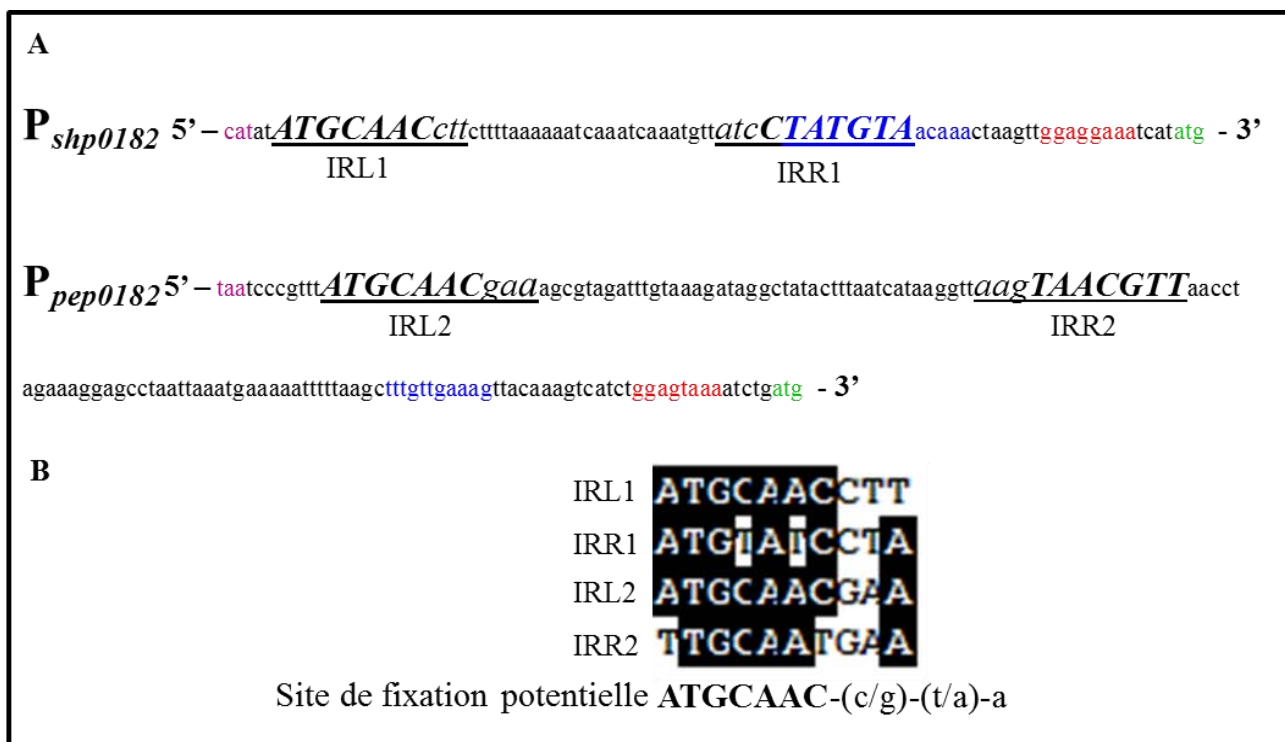 A
Pshp0182 5’ – catatATGCAACcttcttttaaaaaatcaaatcaaatgttatcCTATGTAacaaactaagttggaggaaatcatatg - 3’
IRL1 IRR1
Ppep0182 5’ – taatcccgtttATGCAACgaaagcgtagatttgtaaagataggctatactttaatcataaggttaagTAACGTTaacct
IRL2 IRR2
agaaaggagcctaattaaatgaaaaatttttaagctttgttgaaagttacaaagtcatctggagtaaaatctgatg - 3’
B
IRL1 ATGCAACCTT
IRR1 ATGTATCCTA
IRL2 ATGCAACGAA
IRR2 TTGCAATGAA
Site de fixation potentielle ATGCAAC-(c/g)-(t/a)-a